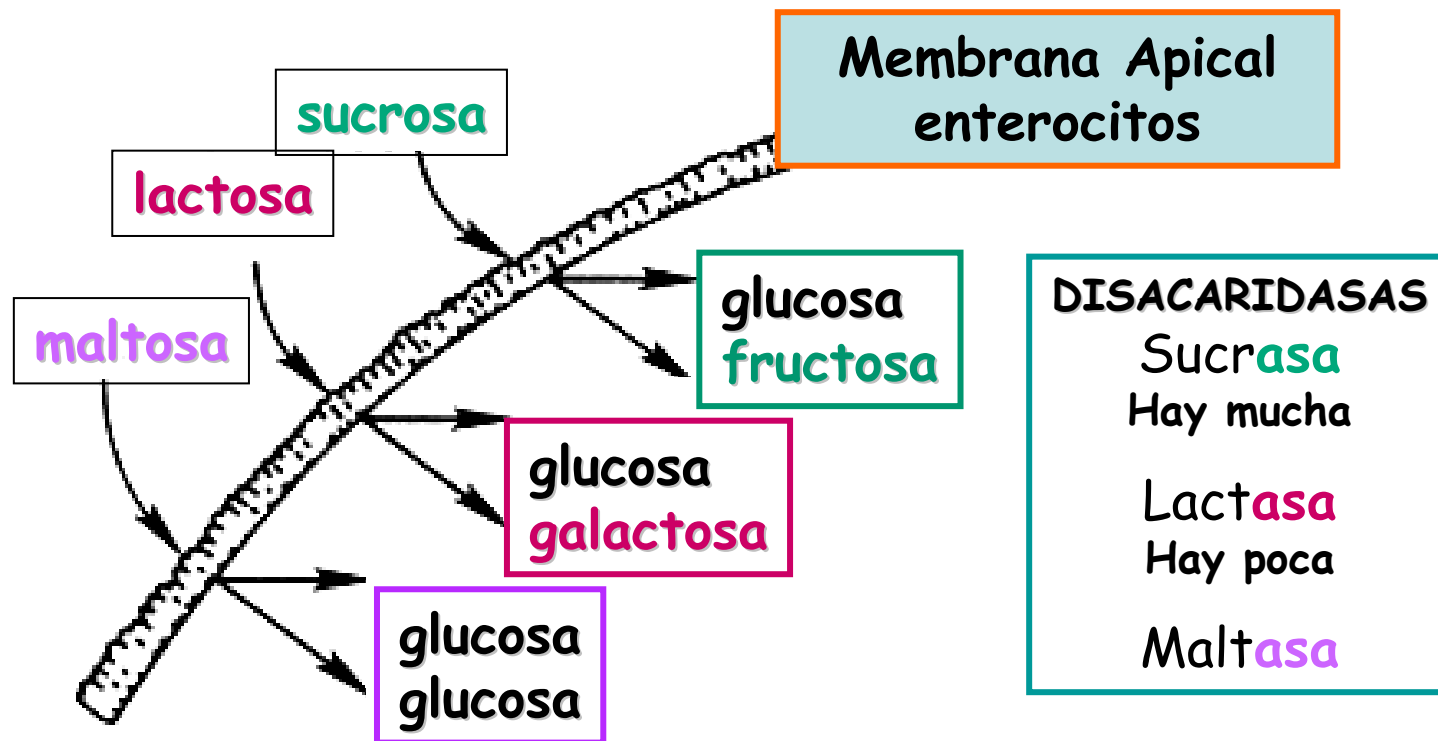 Membrana Apical
enterocitos
sucrosa
lactosa
maltosa
glucosa
fructosa
glucosa
galactosa
glucosa
glucosa
DISACARIDASAS
Sucrasa
Hay mucha
Lactasa
Hay poca
Maltasa